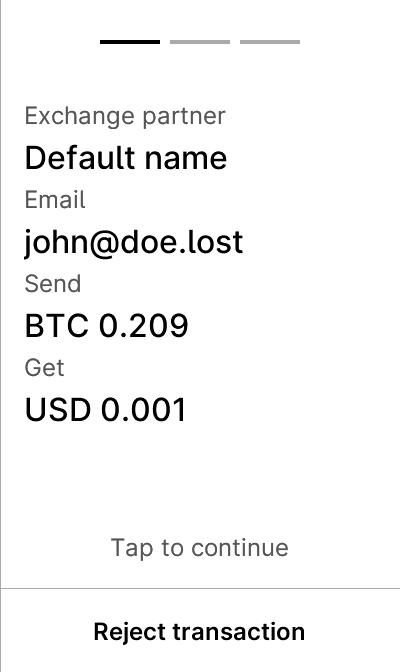 Exchange partner
Default name
Email
john@doe.lost
Send
BTC 0.209
Get
USD 0.001
Tap to continue
Reject transaction